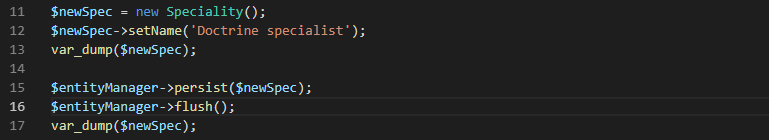 11 $newSpec = new Speciality();
12 $newSpec->setName('Doctrine specialist');
13 var_dump($newSpec);
14
15 $entityManager->persist($newSpec);
16 $entityManager->flush();
17 var_dump($newSpec);